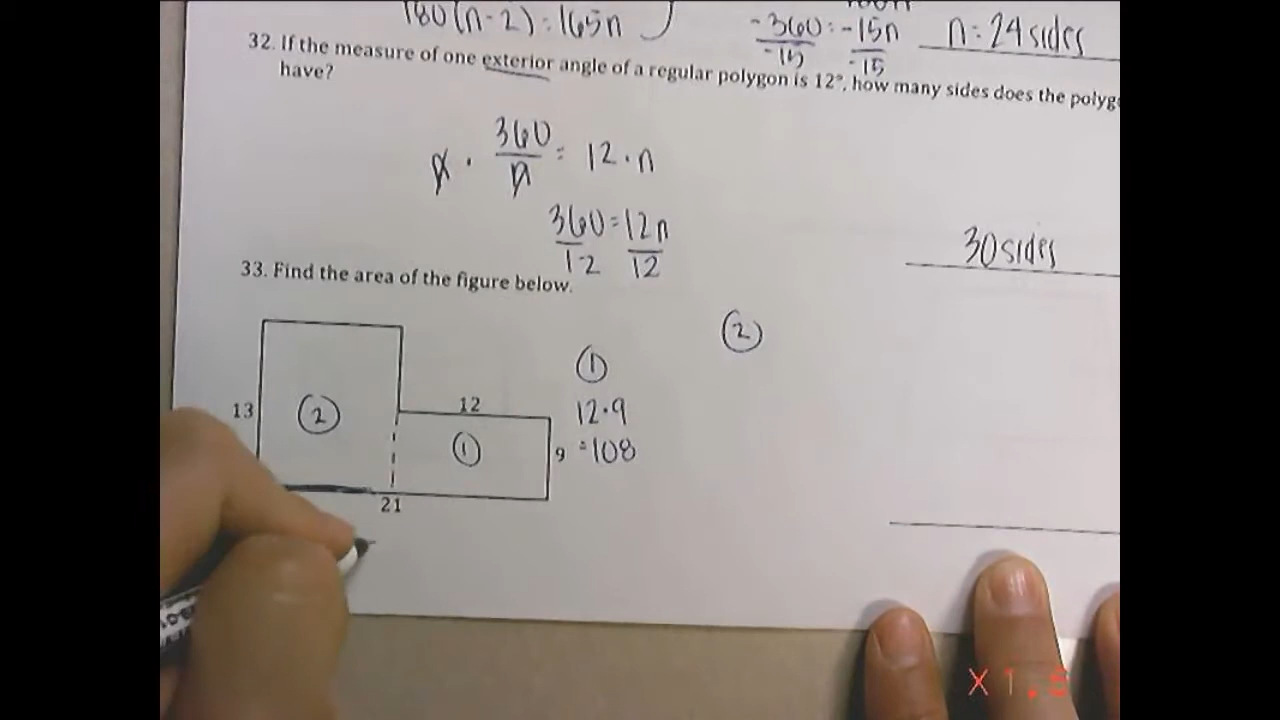 180(n-2)=165n
-360=-15n
-15 -15
n=24 sides
32. If the measure of one exterior angle of a regular polygon is 12°, how many sides does the
have?
n · 360/n = 12·n
360=12n
12 12
30 sides
33. Find the area of the figure below.
②
①
13
②
12
12·9
①
9
=108
21
X1.